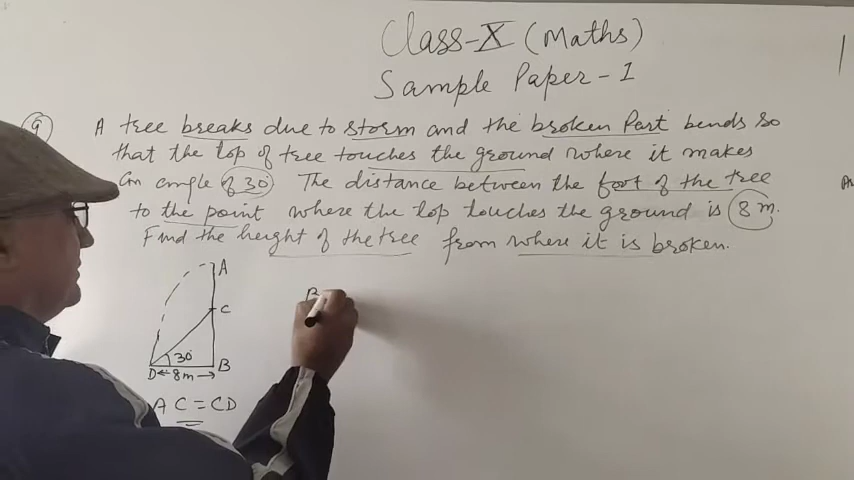 Class-X (Maths)
Sample Paper-1
9 A tree breaks due to storm and the broken Part bends so
that the top of tree touches the ground where it makes
an angle of 30° The distance between the foot of the tree
to the point where the top touches the ground is 8 m.
Find the height of the tree from where it is broken.
A
C
30°
D 8m B
AC = CD